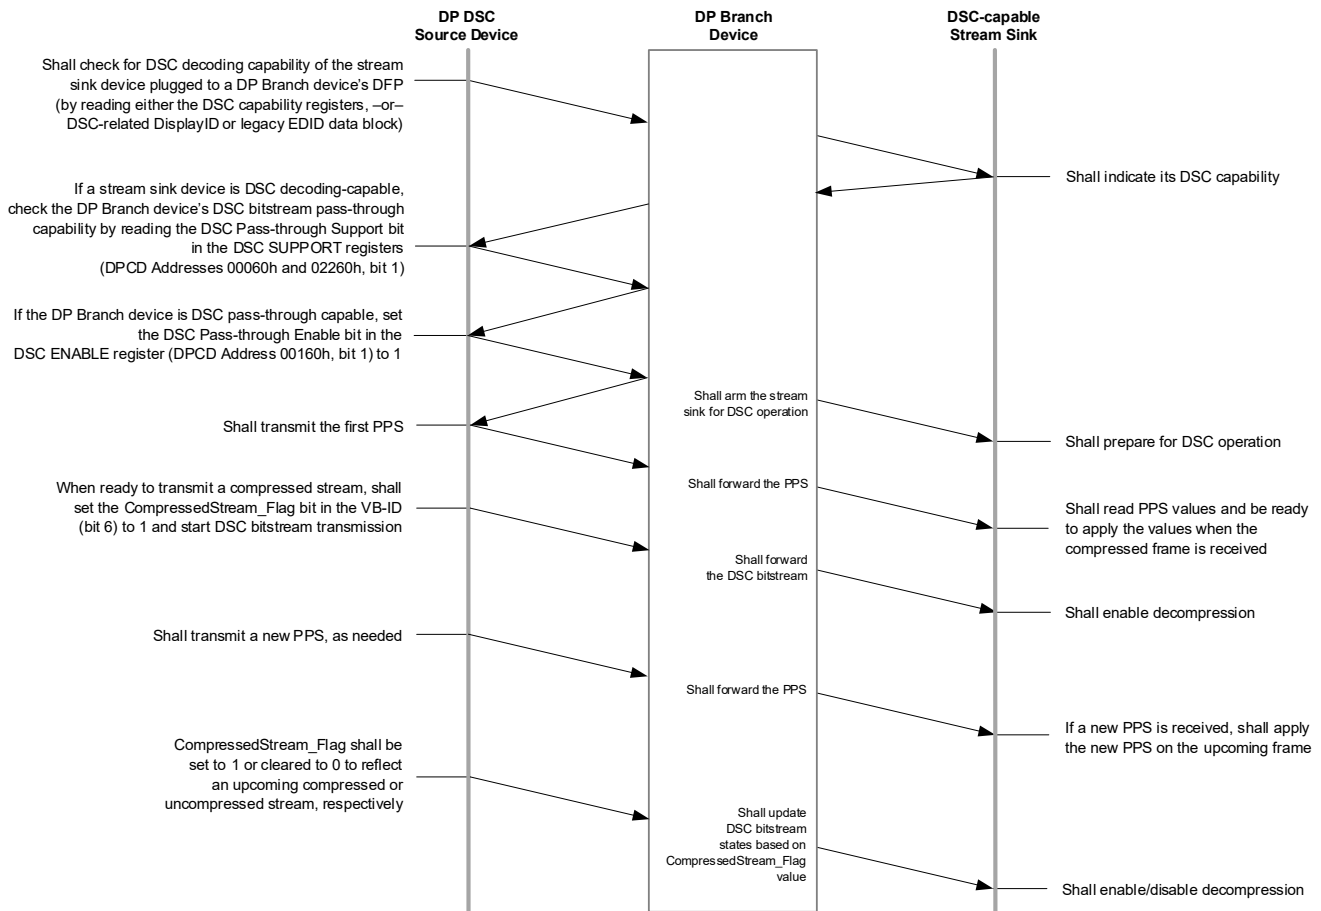 DP DSC
Source Device
DP Branch
Device
DSC-capable
Stream Sink
Shall check for DSC decoding capability of the stream
sink device plugged to a DP Branch device's DFP
(by reading either the DSC capability registers, –or–
DSC-related DisplayID or legacy EDID data block)
Shall indicate its DSC capability
If a stream sink device is DSC decoding-capable,
check the DP Branch device's DSC bitstream pass-through
capability by reading the DSC Pass-through Support bit
in the DSC SUPPORT registers
(DPCD Addresses 00060h and 02260h, bit 1)
If the DP Branch device is DSC pass-through capable, set
the DSC Pass-through Enable bit in the
DSC ENABLE register (DPCD Address 00160h, bit 1) to 1
Shall arm the stream
sink for DSC operation
Shall prepare for DSC operation
Shall transmit the first PPS
Shall forward the PPS
Shall read PPS values and be ready
to apply the values when the
compressed frame is received
When ready to transmit a compressed stream, shall
set the CompressedStream_Flag bit in the VB-ID
(bit 6) to 1 and start DSC bitstream transmission
Shall forward
the DSC bitstream
Shall enable decompression
Shall transmit a new PPS, as needed
Shall forward the PPS
If a new PPS is received, shall apply
the new PPS on the upcoming frame
CompressedStream_Flag shall be
set to 1 or cleared to 0 to reflect
an upcoming compressed or
uncompressed stream, respectively
Shall update
DSC bitstream
states based on
CompressedStream_Flag
value
Shall enable/disable decompression